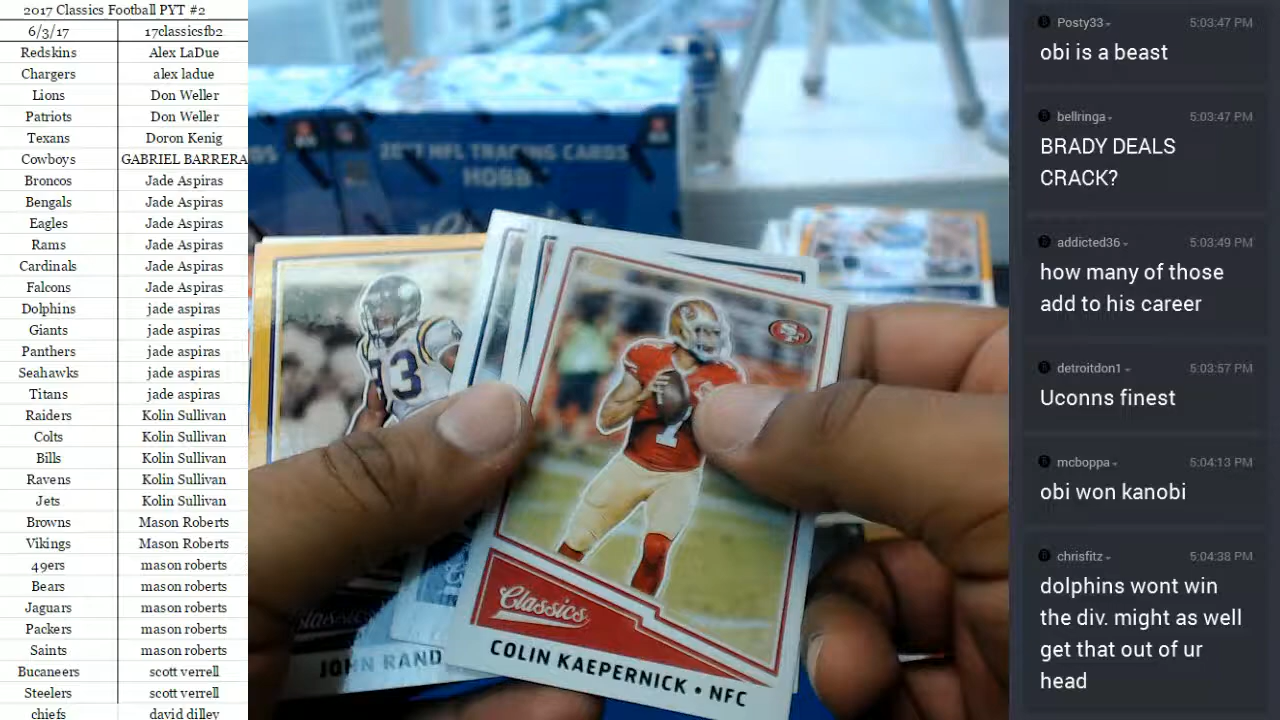 2017 Classics Football PYT #2
6/3/17 17classicsfb2
Redskins Alex LaDue
Chargers alex ladue
Lions Don Weller
Patriots Don Weller
Texans Doron Kenig
Cowboys GABRIEL BARRERA
Broncos Jade Aspiras
Bengals Jade Aspiras
Eagles Jade Aspiras
Rams Jade Aspiras
Cardinals Jade Aspiras
Falcons Jade Aspiras
Dolphins jade aspiras
Giants jade aspiras
Panthers jade aspiras
Seahawks jade aspiras
Titans jade aspiras
Raiders Kolin Sullivan
Colts Kolin Sullivan
Bills Kolin Sullivan
Ravens Kolin Sullivan
Jets Kolin Sullivan
Browns Mason Roberts
Vikings Mason Roberts
49ers mason roberts
Bears mason roberts
Jaguars mason roberts
Packers mason roberts
Saints mason roberts
Bucaneers scott verrell
Steelers scott verrell
chiefs david dilley
2017 NFL TRADING CARDS
HOBB
93
SF
7
Classics
COLIN KAEPERNICK • NFC
Classics
JOHN RAND
Posty33 5:03:47 PM
obi is a beast
bellringa 5:03:47 PM
BRADY DEALS
CRACK?
addicted36 5:03:49 PM
how many of those
add to his career
detroitdon1 5:03:57 PM
Uconns finest
mcboppa 5:04:13 PM
obi won kanobi
chrisfitz 5:04:38 PM
dolphins wont win
the div. might as well
get that out of ur
head